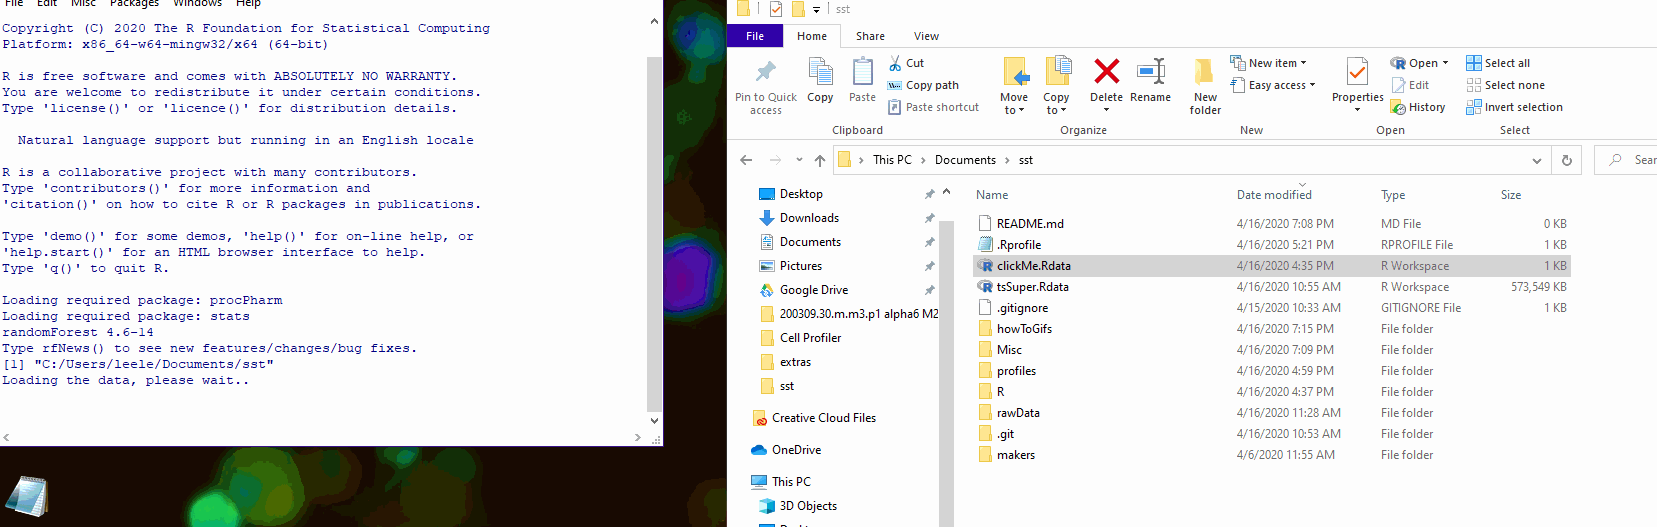 File Edit Misc Packages Windows Help
Copyright (C) 2020 The R Foundation for Statistical Computing
Platform: x86_64-w64-mingw32/x64 (64-bit)
R is free software and comes with ABSOLUTELY NO WARRANTY.
You are welcome to redistribute it under certain conditions.
Type 'license()' or 'licence()' for distribution details.
Natural language support but running in an English locale
R is a collaborative project with many contributors.
Type 'contributors()' for more information and
'citation()' on how to cite R or R packages in publications.
Type 'demo()' for some demos, 'help()' for on-line help, or
'help.start()' for an HTML browser interface to help.
Type 'q()' to quit R.
Loading required package: procPharm
Loading required package: stats
randomForest 4.6-14
Type rfNews() to see new features/changes/bug fixes.
[1] "C:/Users/leele/Documents/sst"
Loading the data, please wait..
sst
File Home Share View
Pin to Quick access
Copy
Paste
Cut
Copy path
Paste shortcut
Clipboard
Move to
Copy to
Delete
Rename
Organize
New folder
New item
Easy access
New
Properties
Open
Edit
History
Open
Select all
Select none
Invert selection
Select
This PC Documents sst
Desktop
Downloads
Documents
Pictures
Google Drive
200309.30.m.m3.p1 alpha6 M2
Cell Profiler
extras
sst
Creative Cloud Files
OneDrive
This PC
3D Objects
Name Date modified Type Size
README.md 4/16/2020 7:08 PM MD File 0 KB
.Rprofile 4/16/2020 5:21 PM RPROFILE File 1 KB
clickMe.Rdata 4/16/2020 4:35 PM R Workspace 1 KB
tsSuper.Rdata 4/16/2020 10:55 AM R Workspace 573,549 KB
.gitignore 4/15/2020 10:33 AM GITIGNORE File 1 KB
howToGifs 4/16/2020 7:15 PM File folder
Misc 4/16/2020 7:09 PM File folder
profiles 4/16/2020 4:59 PM File folder
R 4/16/2020 4:37 PM File folder
rawData 4/16/2020 11:28 AM File folder
.git 4/16/2020 10:53 AM File folder
makers 4/6/2020 11:55 AM File folder